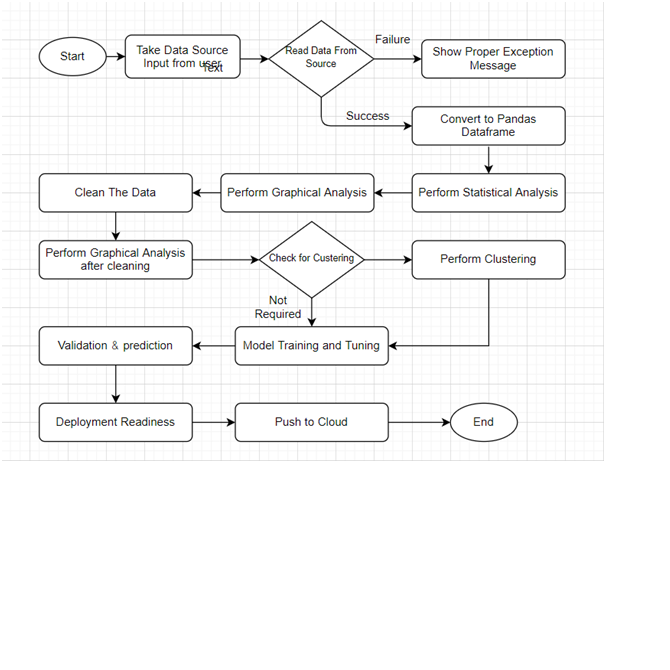 Start
Take Data Source
Input from user
Text
Read Data From
Source
Failure
Show Proper Exception
Message
Success
Convert to Pandas
Dataframe
Clean The Data
Perform Graphical Analysis
Perform Statistical Analysis
Perform Graphical Analysis
after cleaning
Check for Custering
Perform Clustering
Not
Required
Validation & prediction
Model Training and Tuning
Deployment Readiness
Push to Cloud
End